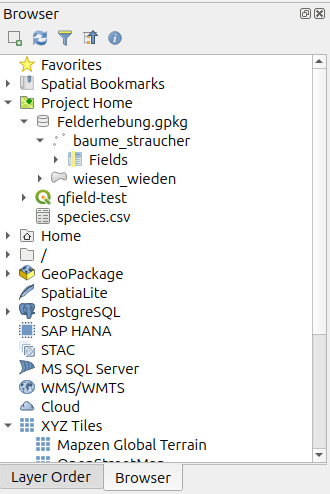 Browser
Favorites
Spatial Bookmarks
Project Home
Felderhebung.gpkg
baume_straucher
Fields
wiesen_wieden
qfield-test
species.csv
Home
/
GeoPackage
SpatiaLite
PostgreSQL
SAP HANA
STAC
MS SQL Server
WMS/WMTS
Cloud
XYZ Tiles
Mapzen Global Terrain
OpenStreetMap
Layer Order Browser